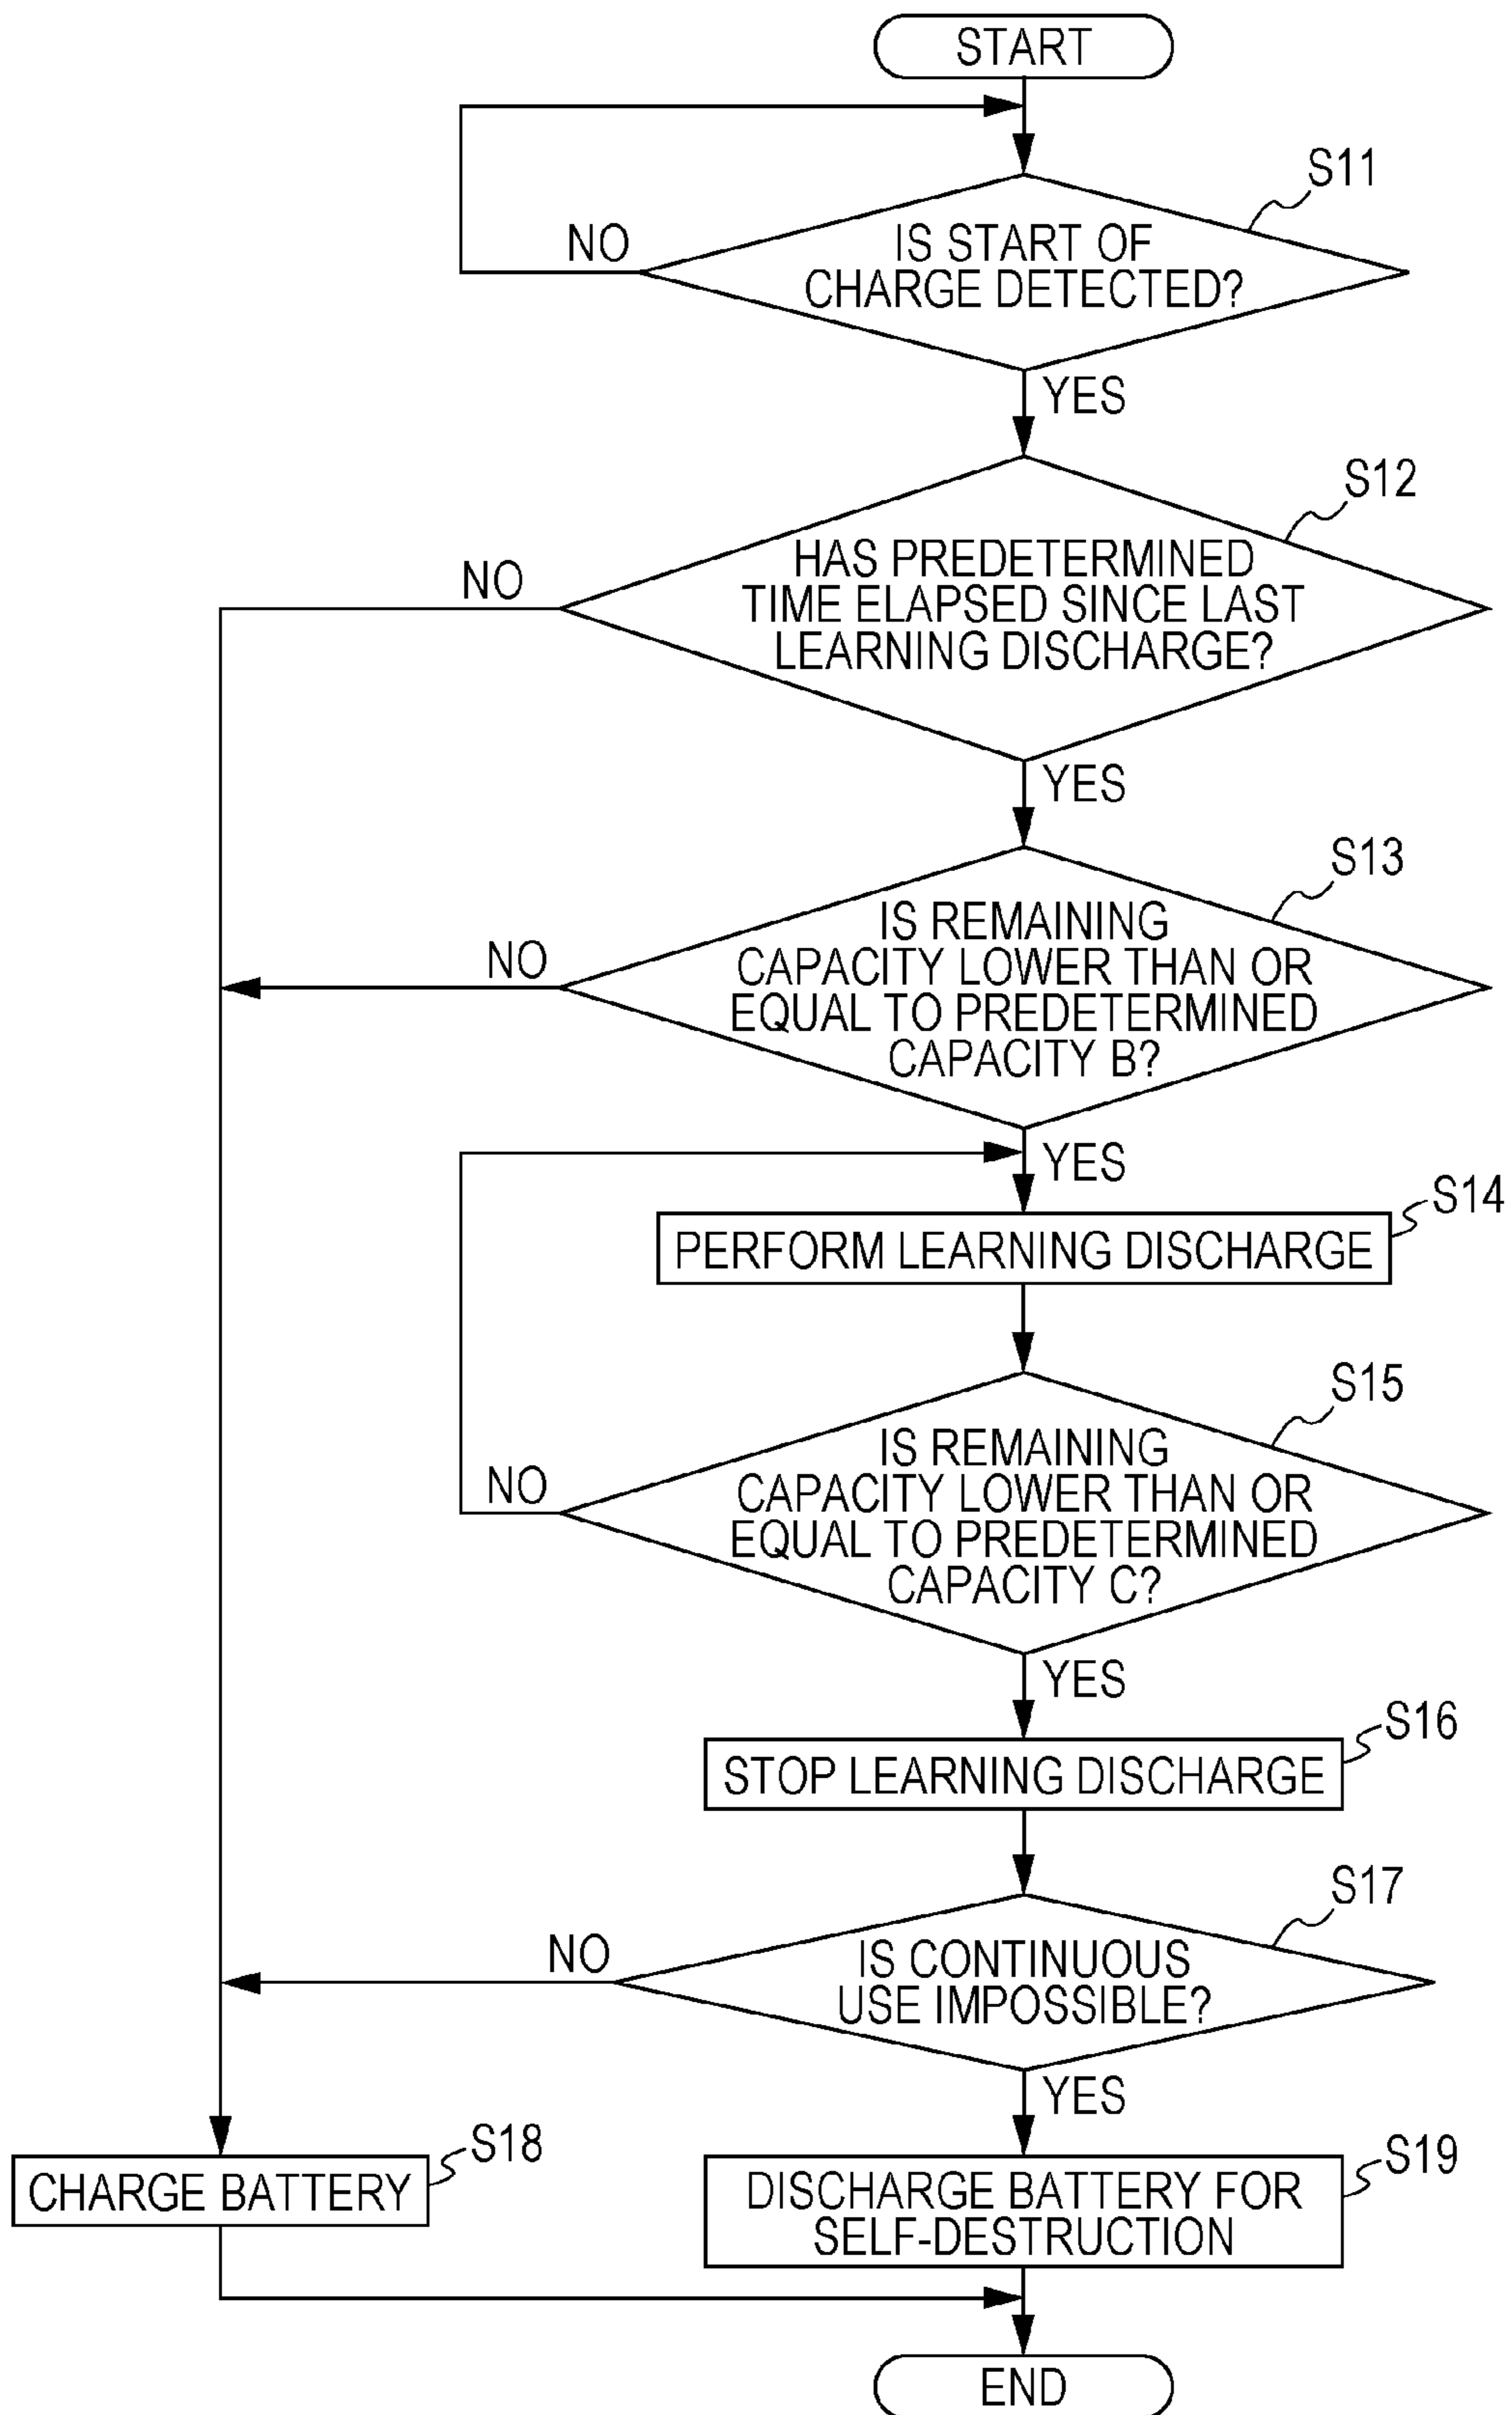 START
S11
NO
IS START OF
CHARGE DETECTED?
YES
S12
NO
HAS PREDETERMINED
TIME ELAPSED SINCE LAST
LEARNING DISCHARGE?
YES
S13
NO
IS REMAINING
CAPACITY LOWER THAN OR
EQUAL TO PREDETERMINED
CAPACITY B?
YES
S14
PERFORM LEARNING DISCHARGE
S15
NO
IS REMAINING
CAPACITY LOWER THAN OR
EQUAL TO PREDETERMINED
CAPACITY C?
YES
S16
STOP LEARNING DISCHARGE
S17
NO
IS CONTINUOUS
USE IMPOSSIBLE?
YES
S18
CHARGE BATTERY
S19
DISCHARGE BATTERY FOR
SELF-DESTRUCTION
END